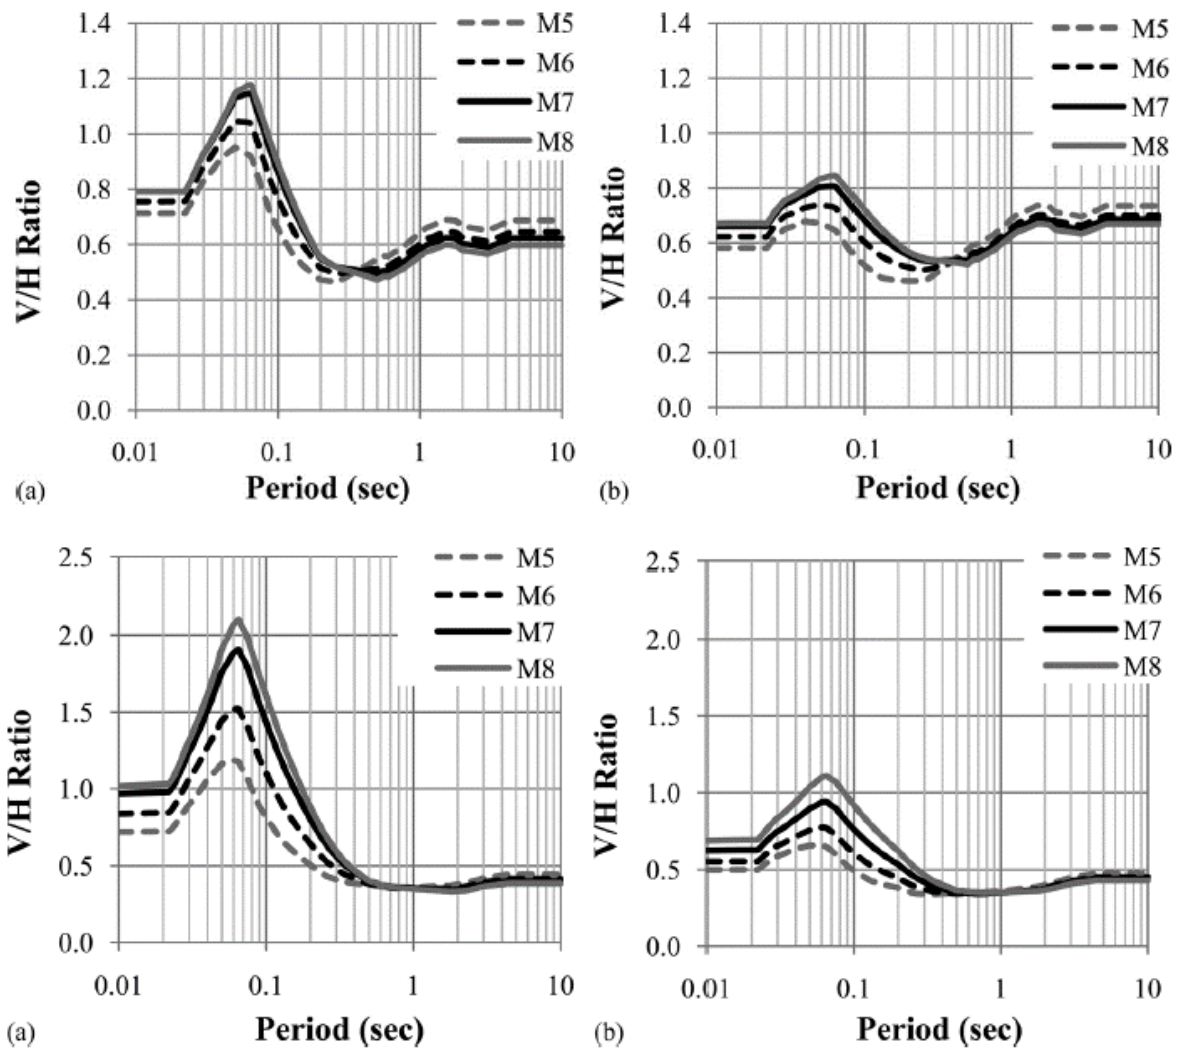 1.4
1.2
1.0
0.8
0.6
0.4
0.2
0.0
V/H Ratio
M5
M6
M7
M8
0.01 0.1 1 10
Period (sec)
(a)
1.4
1.2
1.0
0.8
0.6
0.4
0.2
0.0
V/H Ratio
M5
M6
M7
M8
0.01 0.1 1 10
Period (sec)
(b)
2.5
2.0
1.5
1.0
0.5
0.0
V/H Ratio
M5
M6
M7
M8
0.01 0.1 1 10
Period (sec)
(a)
2.5
2.0
1.5
1.0
0.5
0.0
V/H Ratio
M5
M6
M7
M8
0.01 0.1 1 10
Period (sec)
(b)